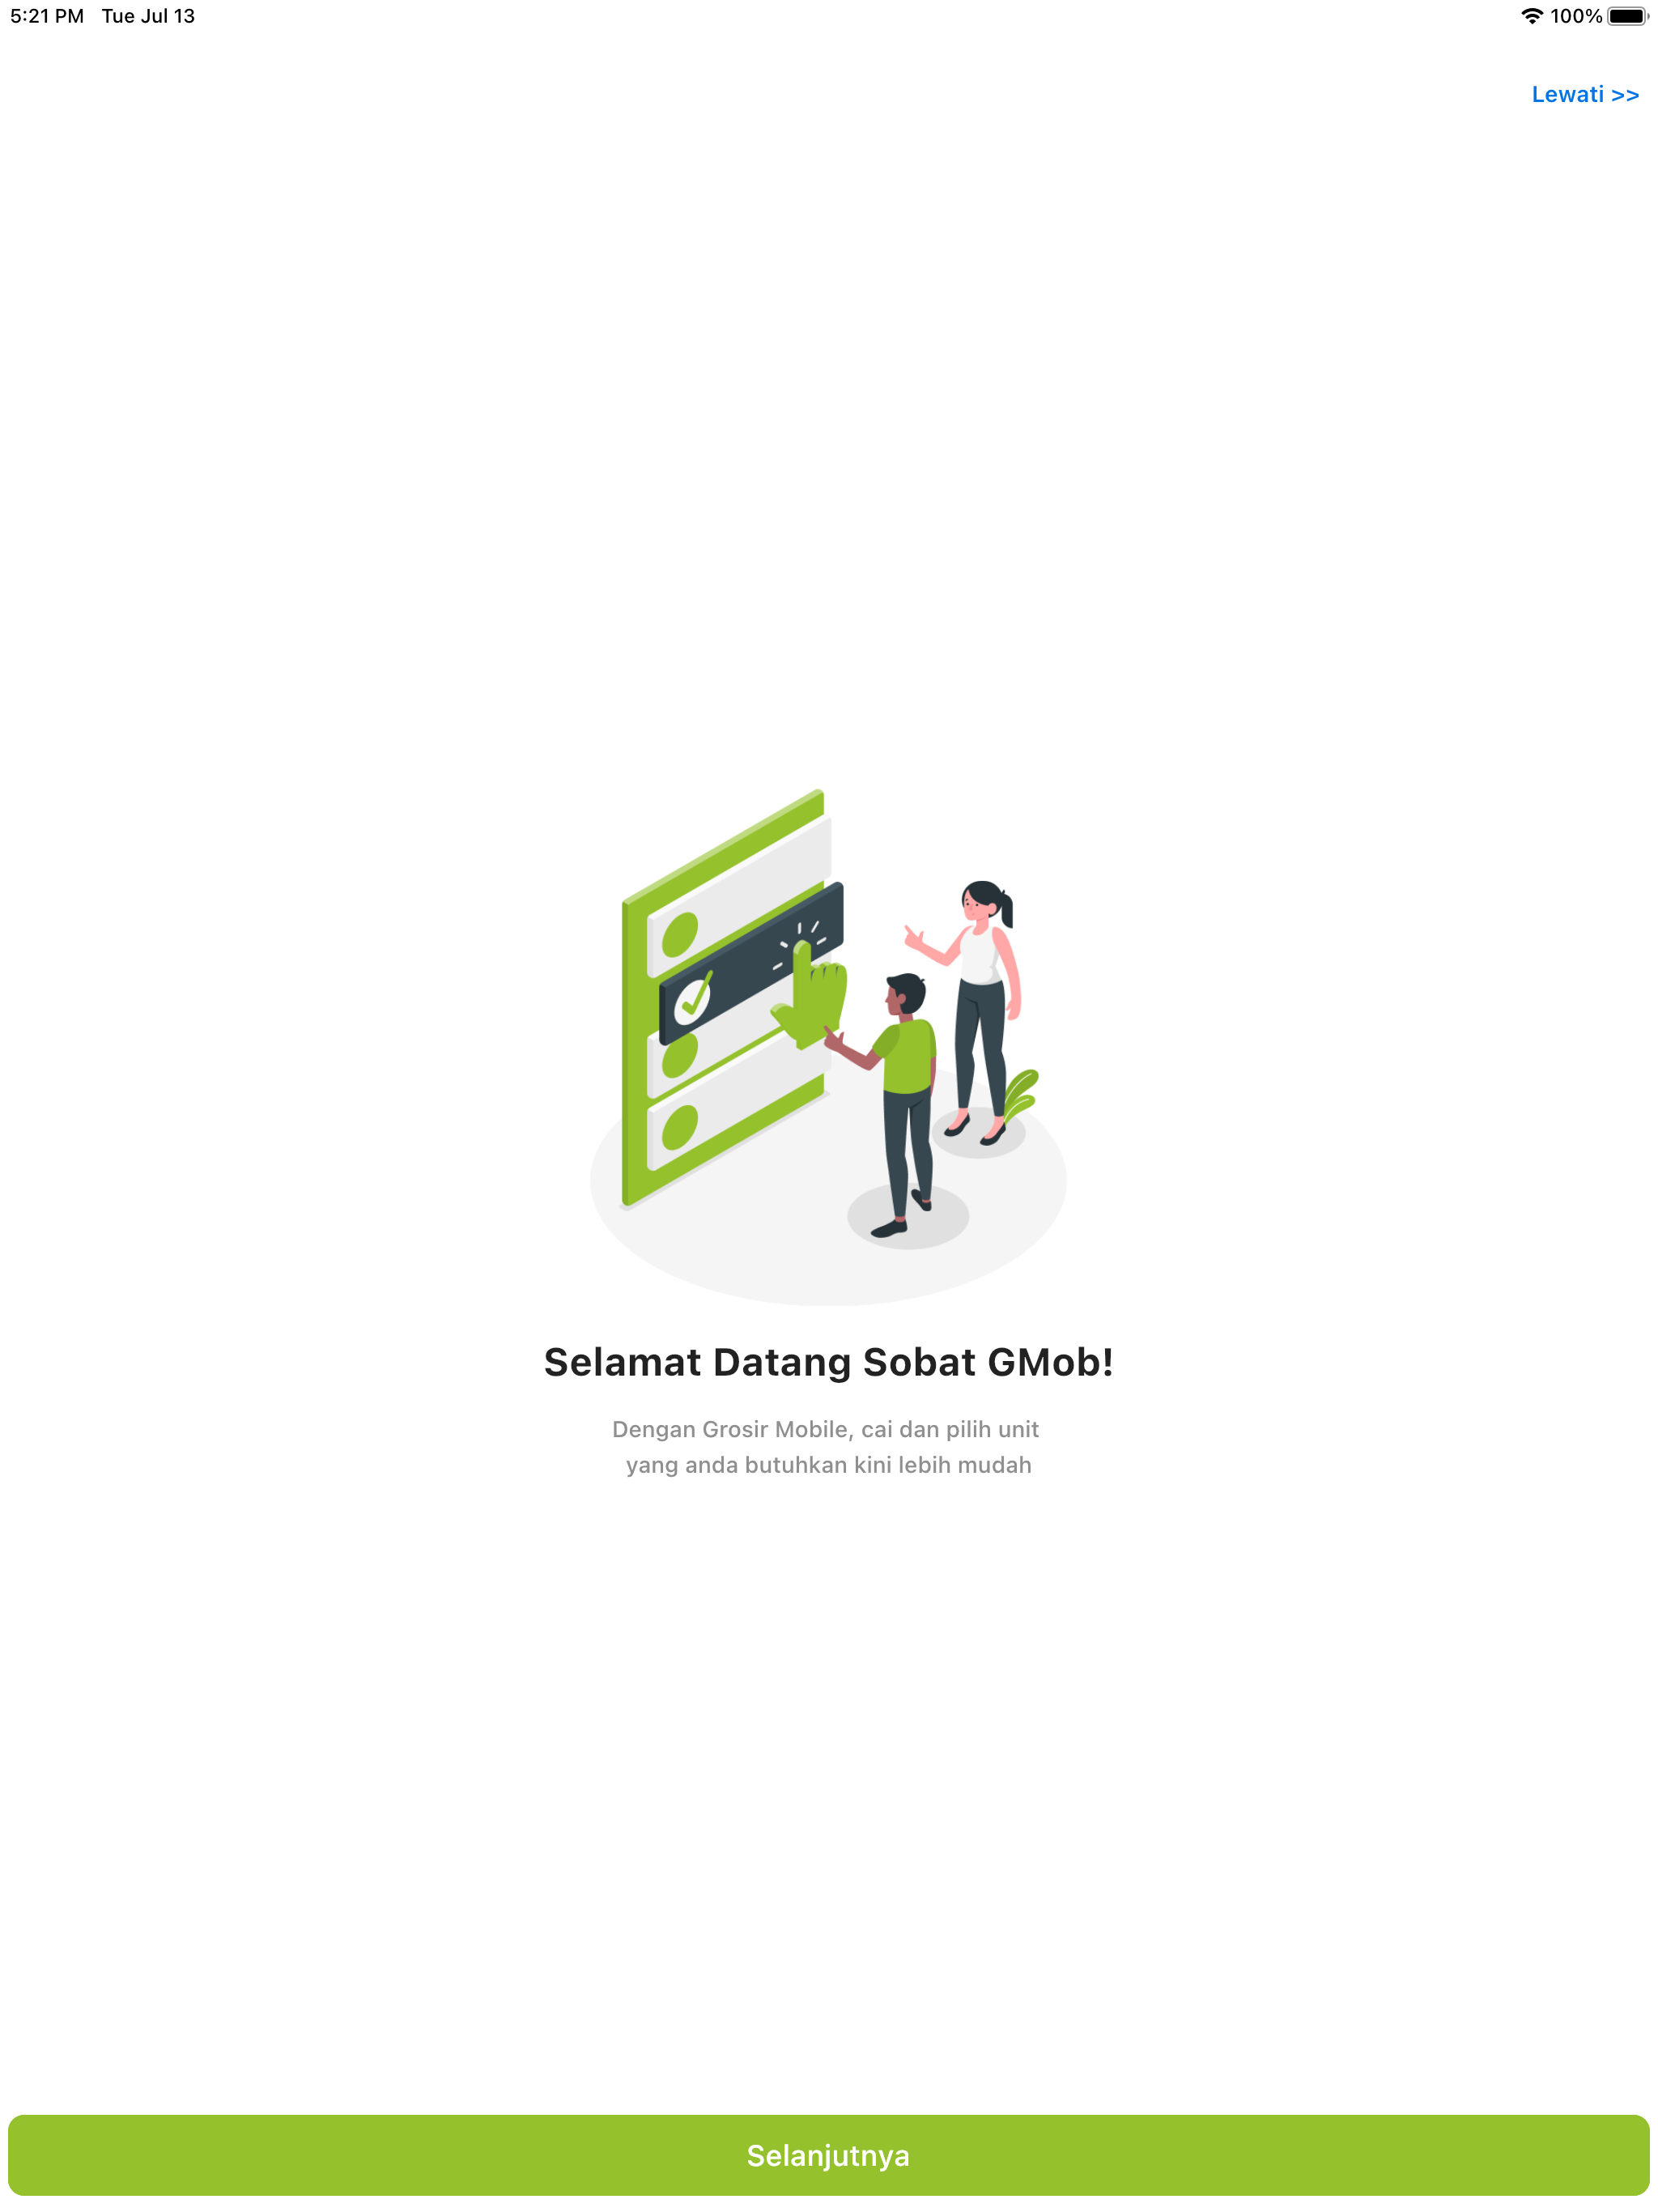 5:21 PM Tue Jul 13 100%
Lewati >>
Selamat Datang Sobat GMob!
Dengan Grosir Mobile, cai dan pilih unit
yang anda butuhkan kini lebih mudah
Selanjutnya